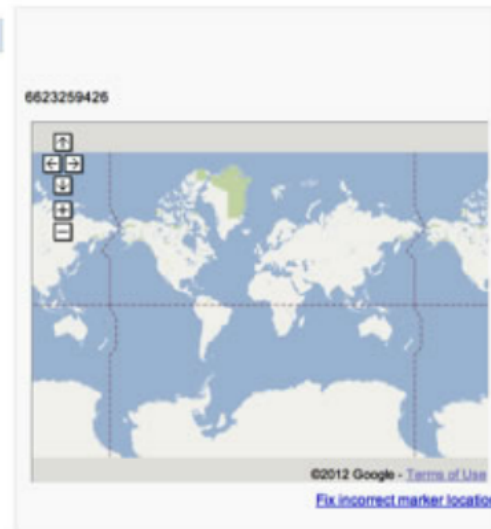 6623259426
©2012 Google - Terms of Use
Fix incorrect marker location